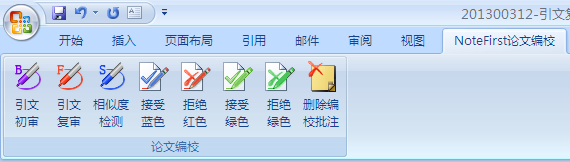 201300312-引文复
开始 插入 页面布局 引用 邮件 审阅 视图 NoteFirst论文编校
引文 引文 相似度 接受 拒绝 接受 拒绝 删除编
初审 复审 检测 蓝色 红色 绿色 绿色 校批注
论文编校